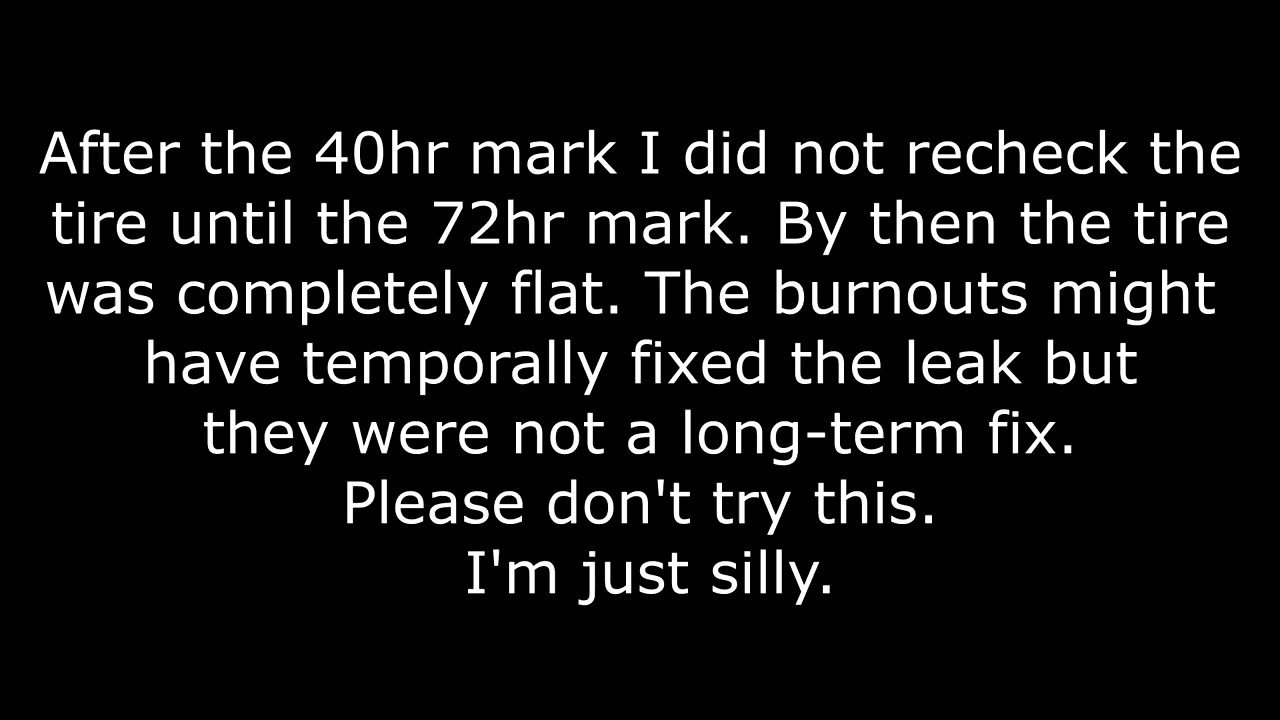 After the 40hr mark I did not recheck the
tire until the 72hr mark. By then the tire
was completely flat. The burnouts might
have temporally fixed the leak but
they were not a long-term fix.
Please don't try this.
I'm just silly.